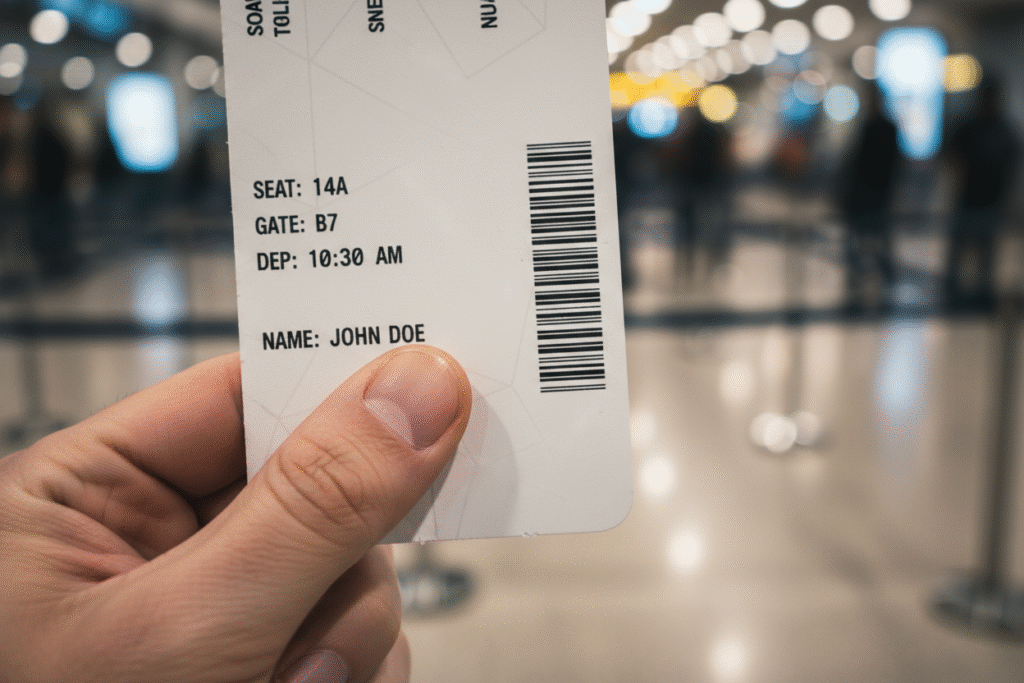 SEAT: 14A
GATE: B7
DEP: 10:30 AM
NAME: JOHN DOE